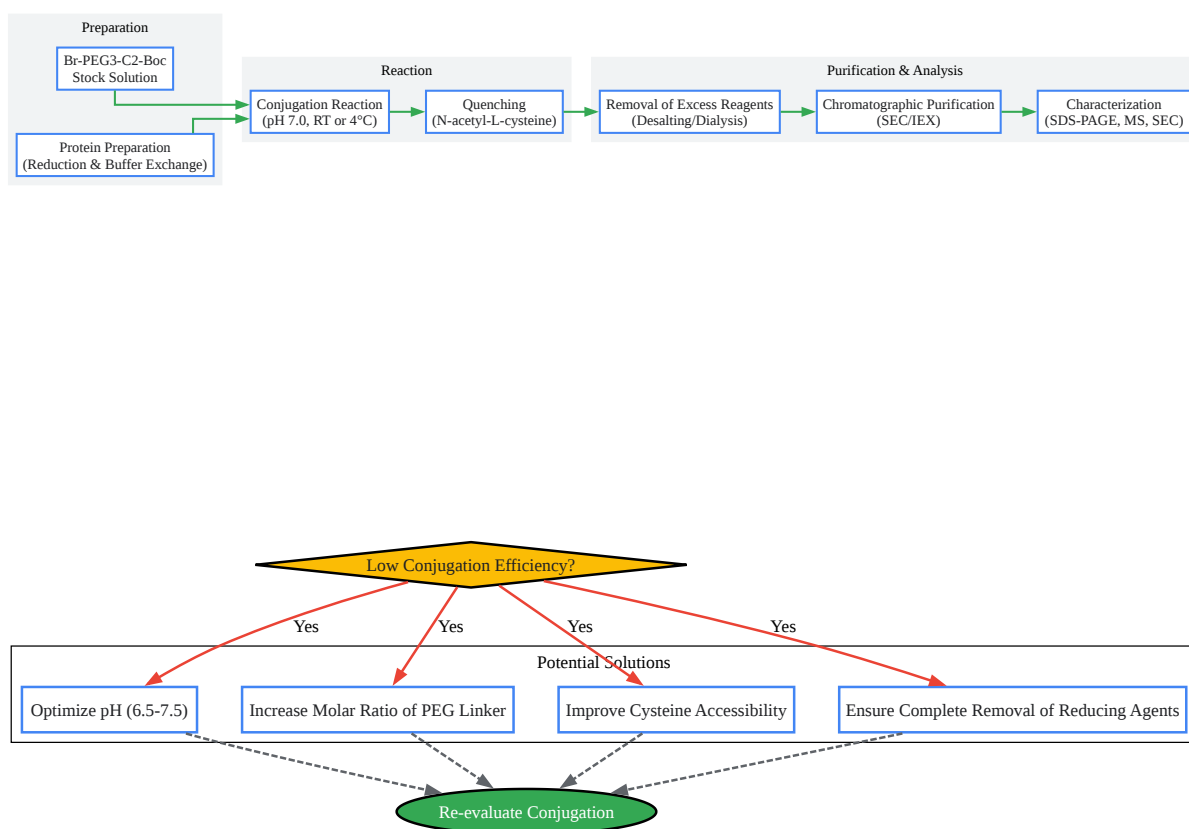 Preparation
Br-PEG3-C2-Boc
Stock Solution
Protein Preparation
(Reduction & Buffer Exchange)
Reaction
Conjugation Reaction
(pH 7.0, RT or 4°C)
Quenching
(N-acetyl-L-cysteine)
Purification & Analysis
Removal of Excess Reagents
(Desalting/Dialysis)
Chromatographic Purification
(SEC/IEX)
Characterization
(SDS-PAGE, MS, SEC)
Low Conjugation Efficiency?
Yes
Yes
Yes
Yes
Potential Solutions
Optimize pH (6.5-7.5)
Increase Molar Ratio of PEG Linker
Improve Cysteine Accessibility
Ensure Complete Removal of Reducing Agents
Re-evaluate Conjugation